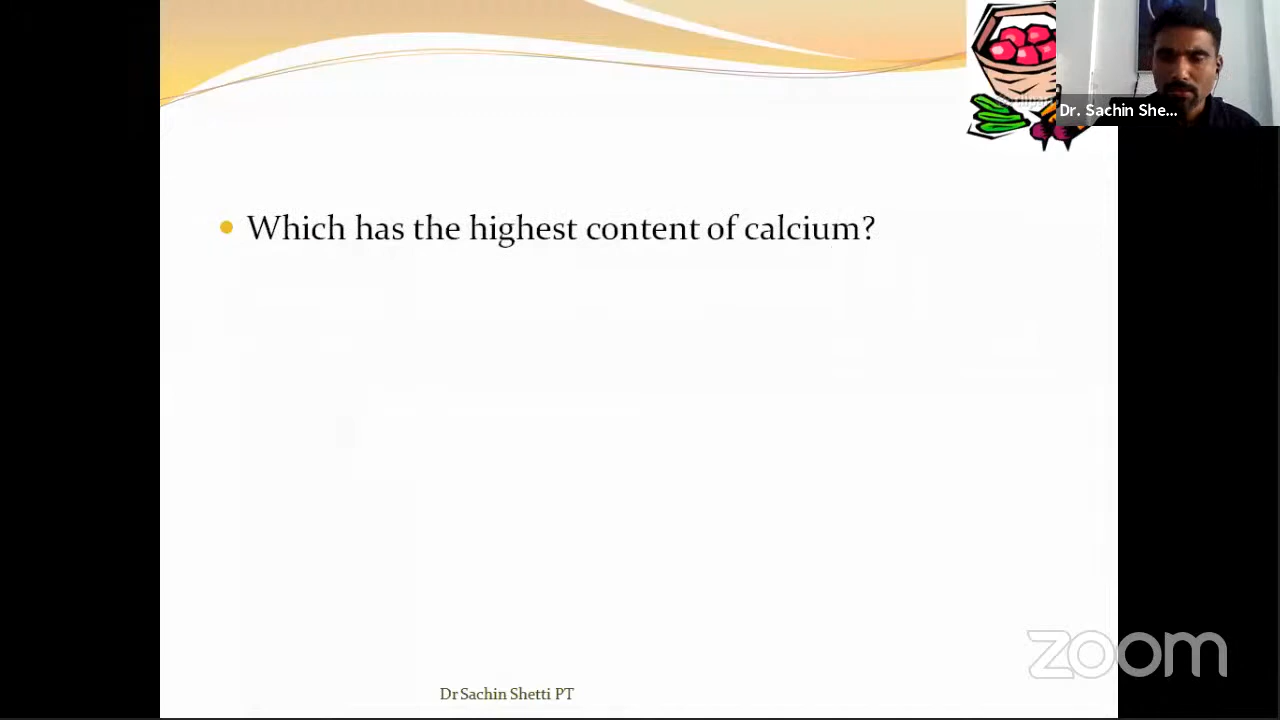 Dr. Sachin She...
Which has the highest content of calcium?
zoom
Dr Sachin Shetti PT